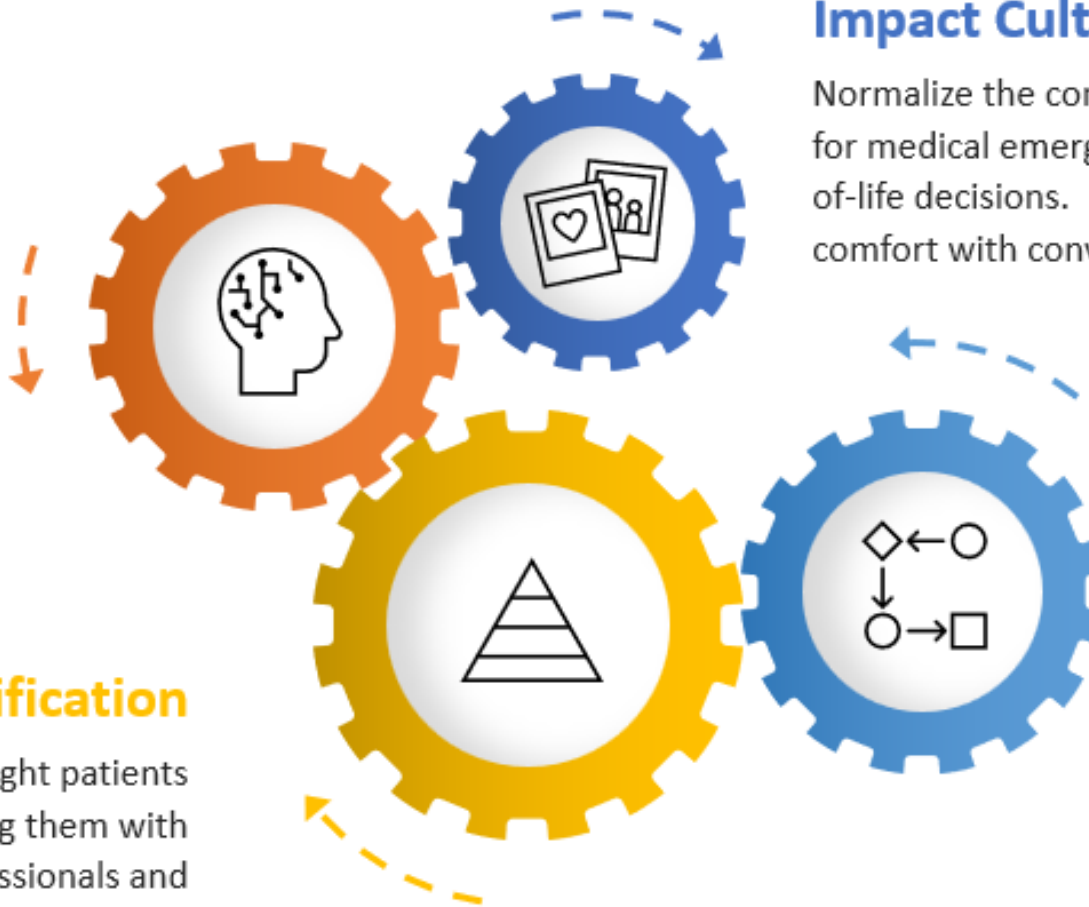 Impact Cult
Normalize the con
for medical emerg
of-life decisions.
comfort with conv
ification
ght patients
g them with
ssionals and